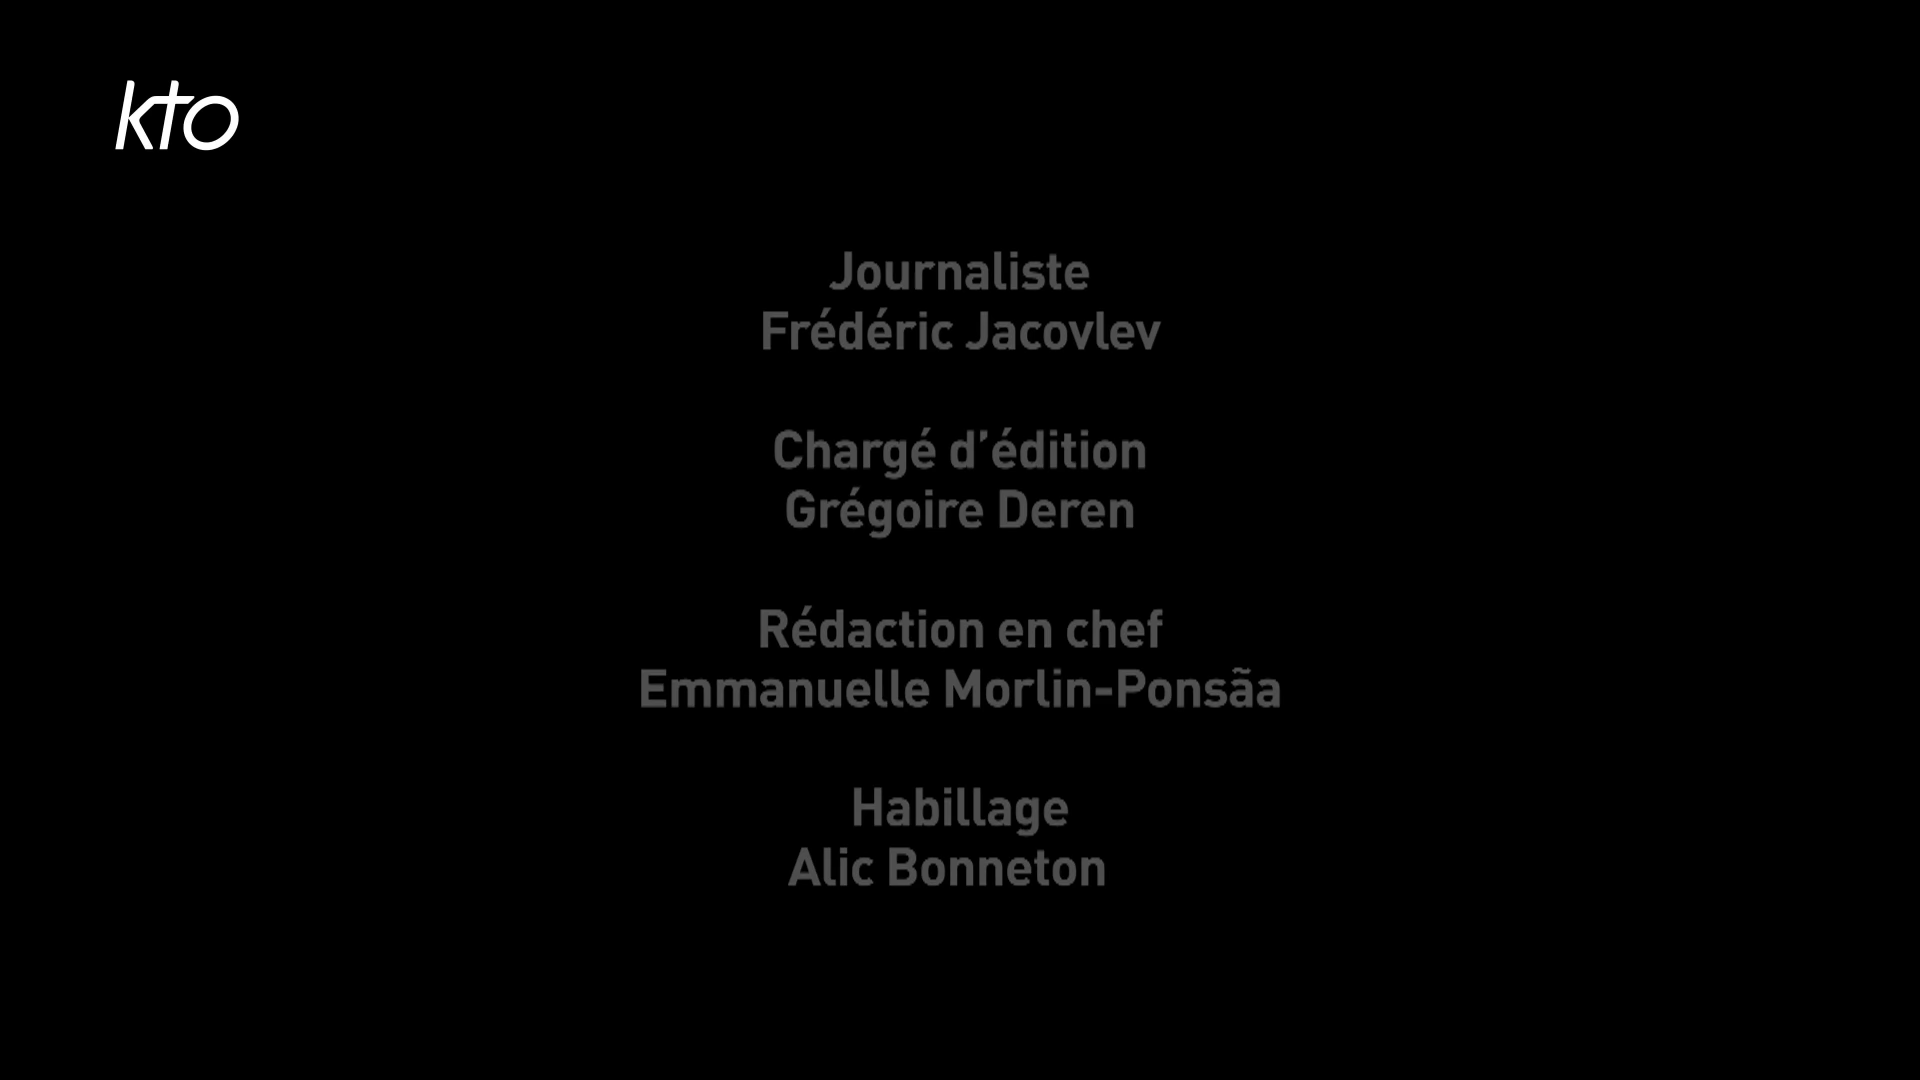 kto
Journaliste
Frédéric Jacovlev
Chargé d’édition
Grégoire Deren
Rédaction en chef
Emmanuelle Morlin-Ponsãa
Habillage
Alic Bonneton